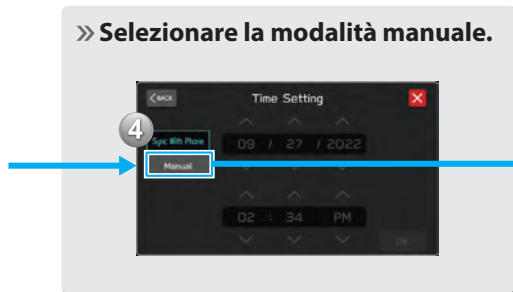 » Selezionare la modalità manuale.
< BACK Time Setting X
4
Sync With Phone
09 / 27 / 2022
Manual
02 : 34 PM
OK